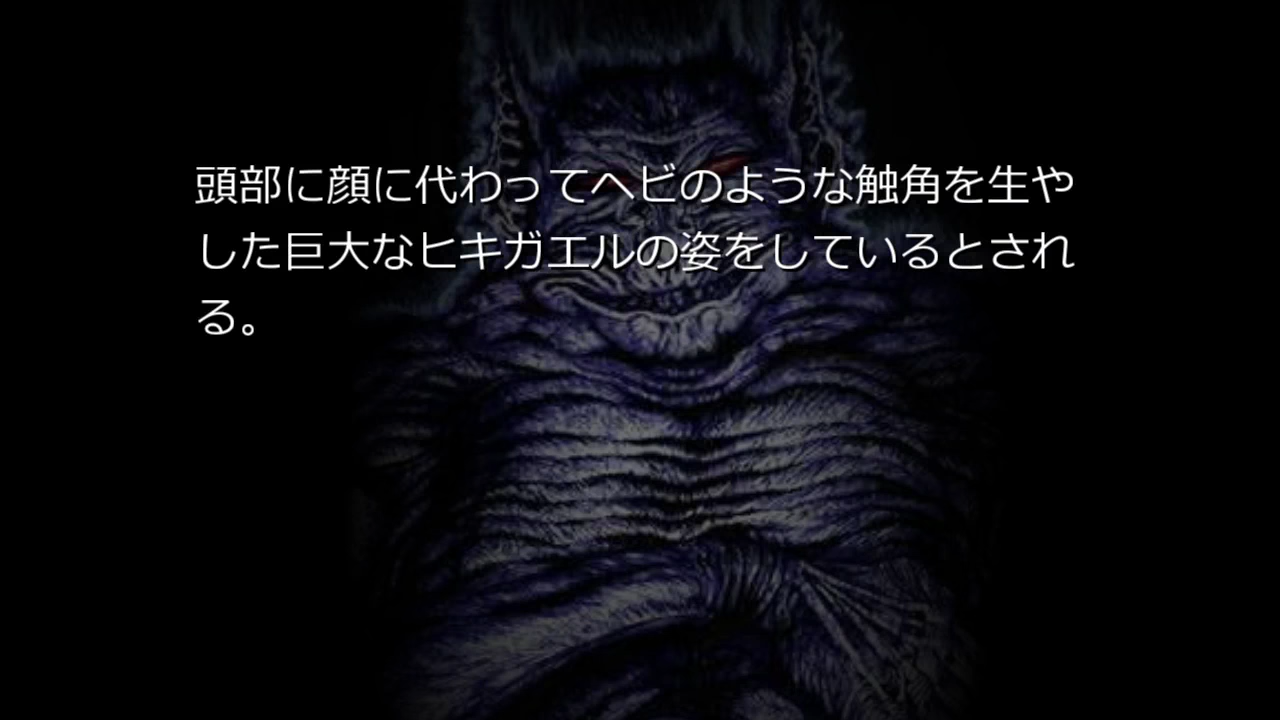 頭部に顔に代わってヘビのような触角を生や
した巨大なヒキガエルの姿をしているとされ
る。